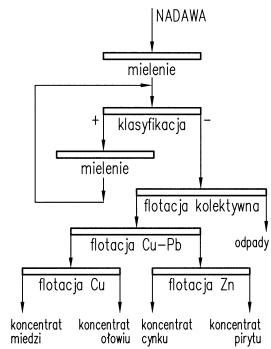 NADAWA
mielenie
+ klasyfikacja −
mielenie
flotacja kolektywna
flotacja Cu–Pb
odpady
flotacja Cu
flotacja Zn
koncentrat miedzi
koncentrat ołowiu
koncentrat cynku
koncentrat pirytu